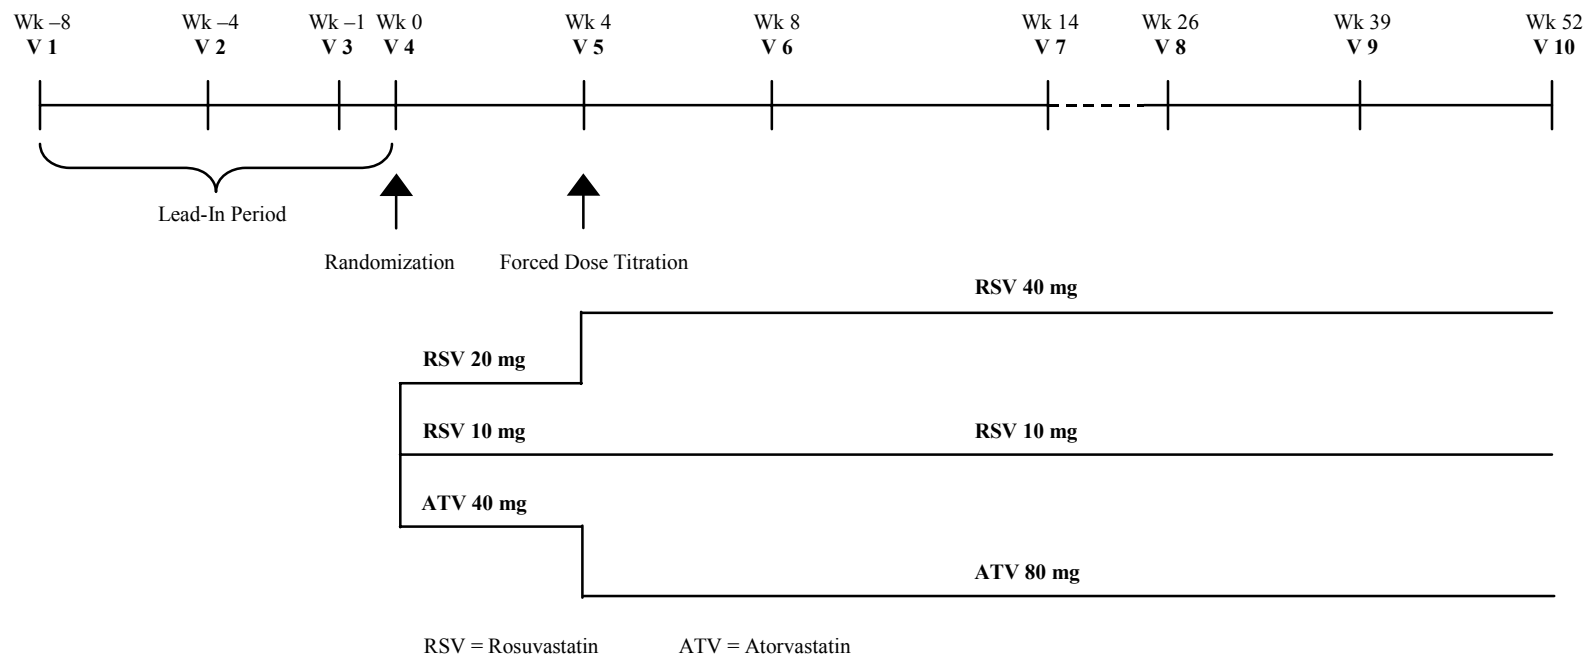 Wk –8 Wk –4 Wk –1 Wk 0 Wk 4 Wk 8 Wk 14 Wk 26 Wk 39 Wk 52
V 1 V 2 V 3 V 4 V 5 V 6 V 7 V 8 V 9 V 10
Lead-In Period
Randomization Forced Dose Titration
RSV 40 mg
RSV 20 mg
RSV 10 mg RSV 10 mg
ATV 40 mg
ATV 80 mg
RSV = Rosuvastatin ATV = Atorvastatin